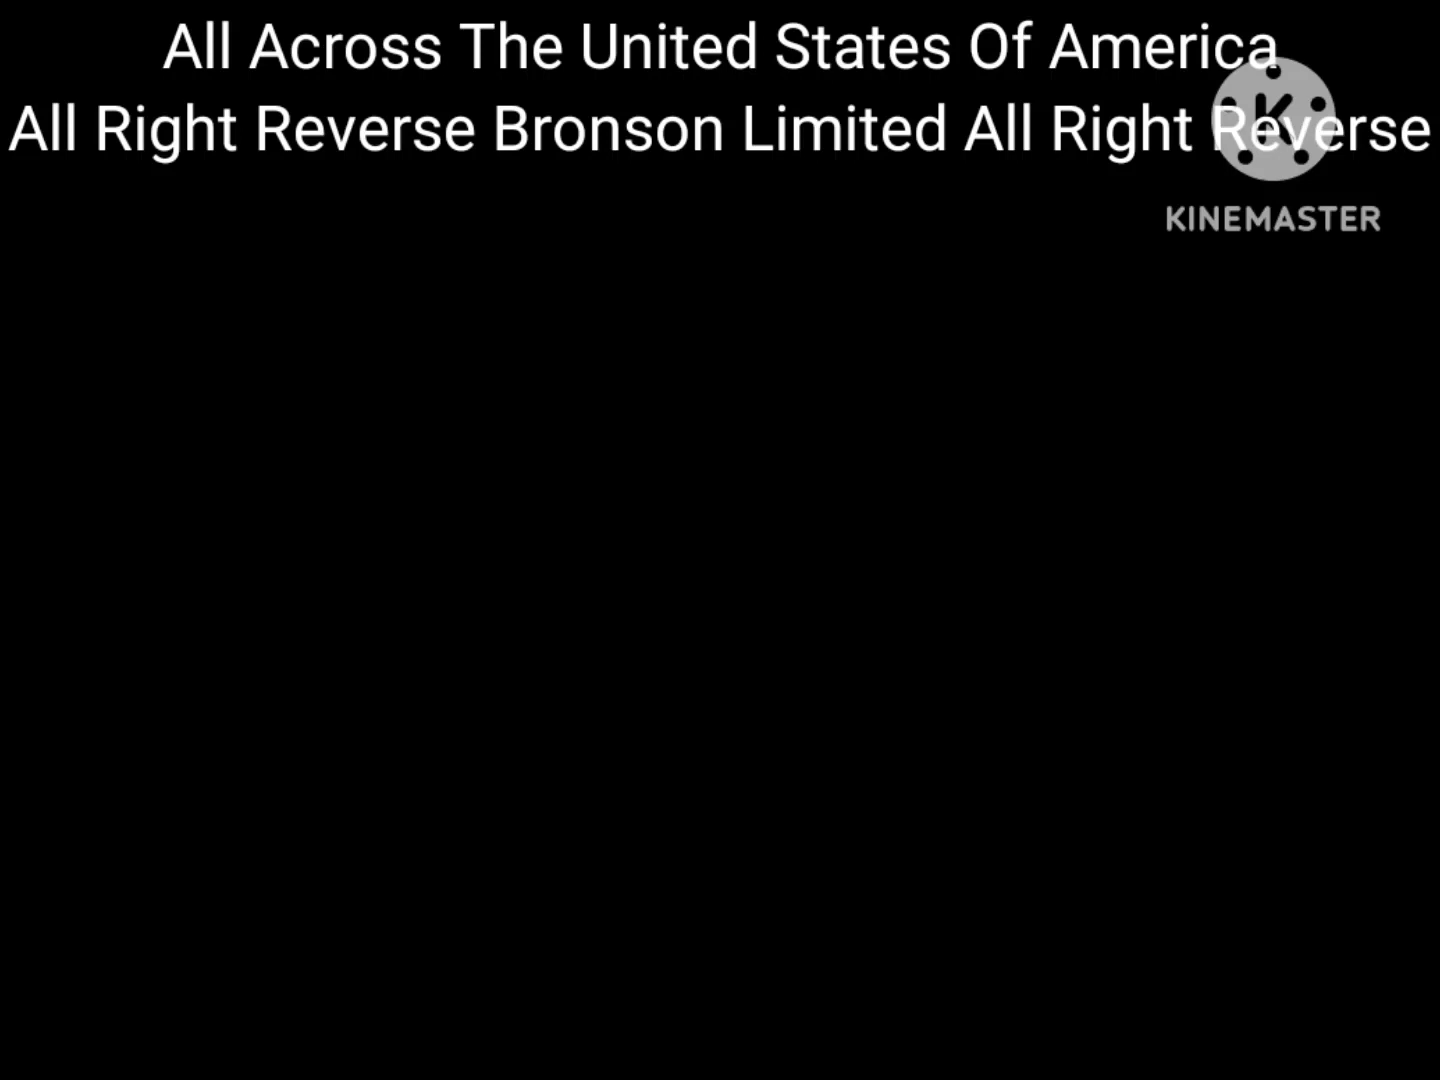 All Across The United States Of America
All Right Reverse Bronson Limited All Right Reverse
KINEMASTER